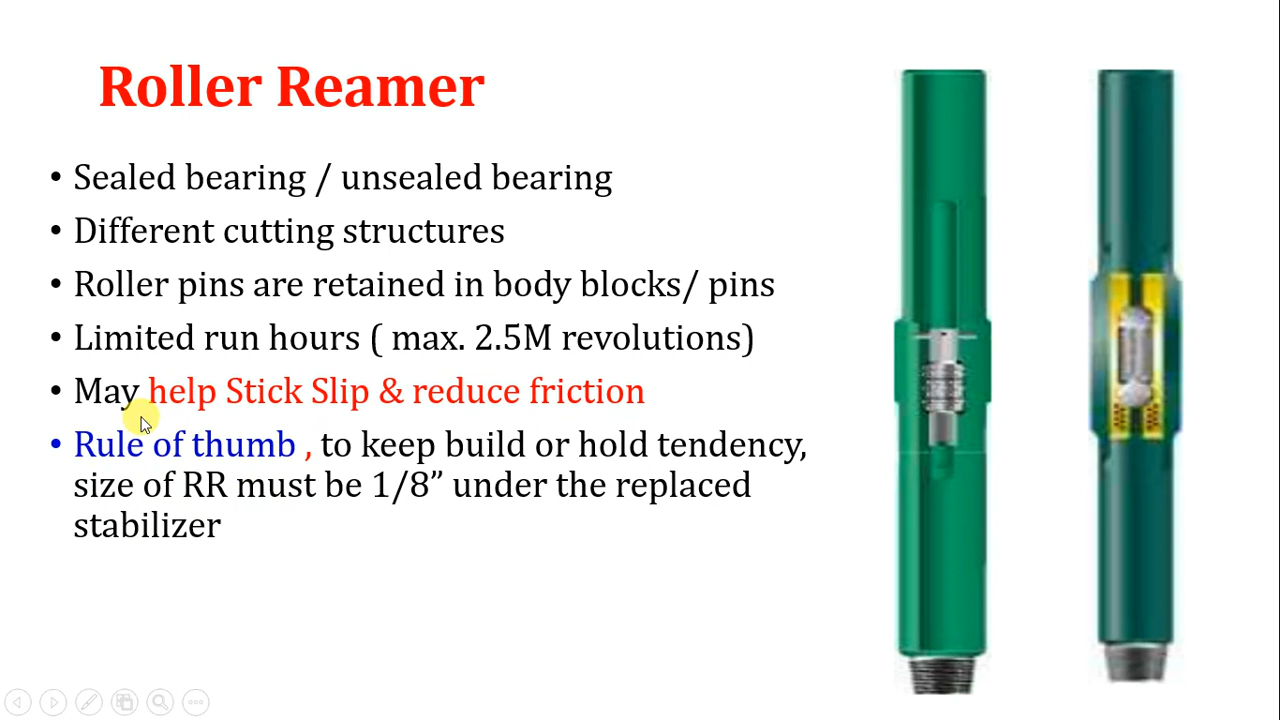 Roller Reamer
• Sealed bearing / unsealed bearing
• Different cutting structures
• Roller pins are retained in body blocks/ pins
• Limited run hours ( max. 2.5M revolutions)
• May help Stick Slip & reduce friction
• Rule of thumb , to keep build or hold tendency,
size of RR must be 1/8” under the replaced
stabilizer